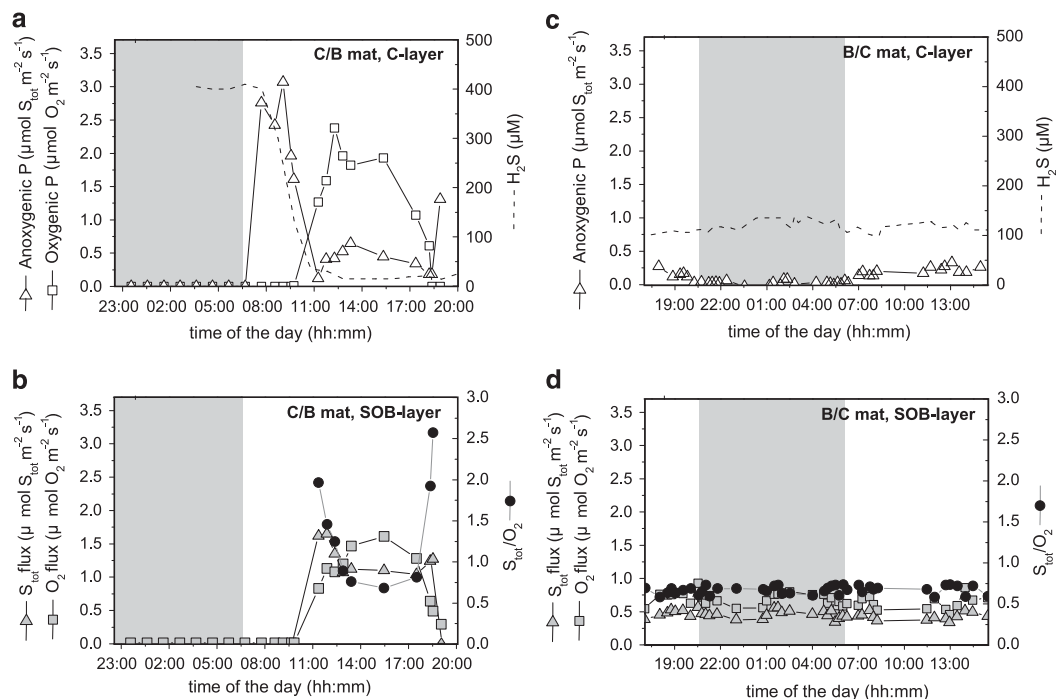 a
C/B mat, C-layer
Anoxygenic P (µmol Stot m-2 s-1)
Oxygenic P (µmol O2 m-2 s-1)
3.5
3.0
2.5
2.0
1.5
1.0
0.5
0.0
500
400
300
200
100
0
H2S (µM)
23:00 02:00 05:00 08:00 11:00 14:00 17:00 20:00
time of the day (hh:mm)
c
B/C mat, C-layer
Anoxygenic P (µmol Stot m-2 s-1)
3.5
3.0
2.5
2.0
1.5
1.0
0.5
0.0
500
400
300
200
100
0
H2S (µM)
19:00 22:00 01:00 04:00 07:00 10:00 13:00
time of the day (hh:mm)
b
C/B mat, SOB-layer
Stot flux (µ mol Stot m-2 s-1)
O2 flux (µ mol O2 m-2 s-1)
3.5
3.0
2.5
2.0
1.5
1.0
0.5
0.0
3.0
2.5
2.0
1.5
1.0
0.5
0.0
Stot/O2
23:00 02:00 05:00 08:00 11:00 14:00 17:00 20:00
time of the day (hh:mm)
d
B/C mat, SOB-layer
Stot flux (µ mol Stot m-2 s-1)
O2 flux (µ mol O2 m-2 s-1)
3.5
3.0
2.5
2.0
1.5
1.0
0.5
0.0
3.0
2.5
2.0
1.5
1.0
0.5
0.0
Stot/O2
19:00 22:00 01:00 04:00 07:00 10:00 13:00
time of the day (hh:mm)